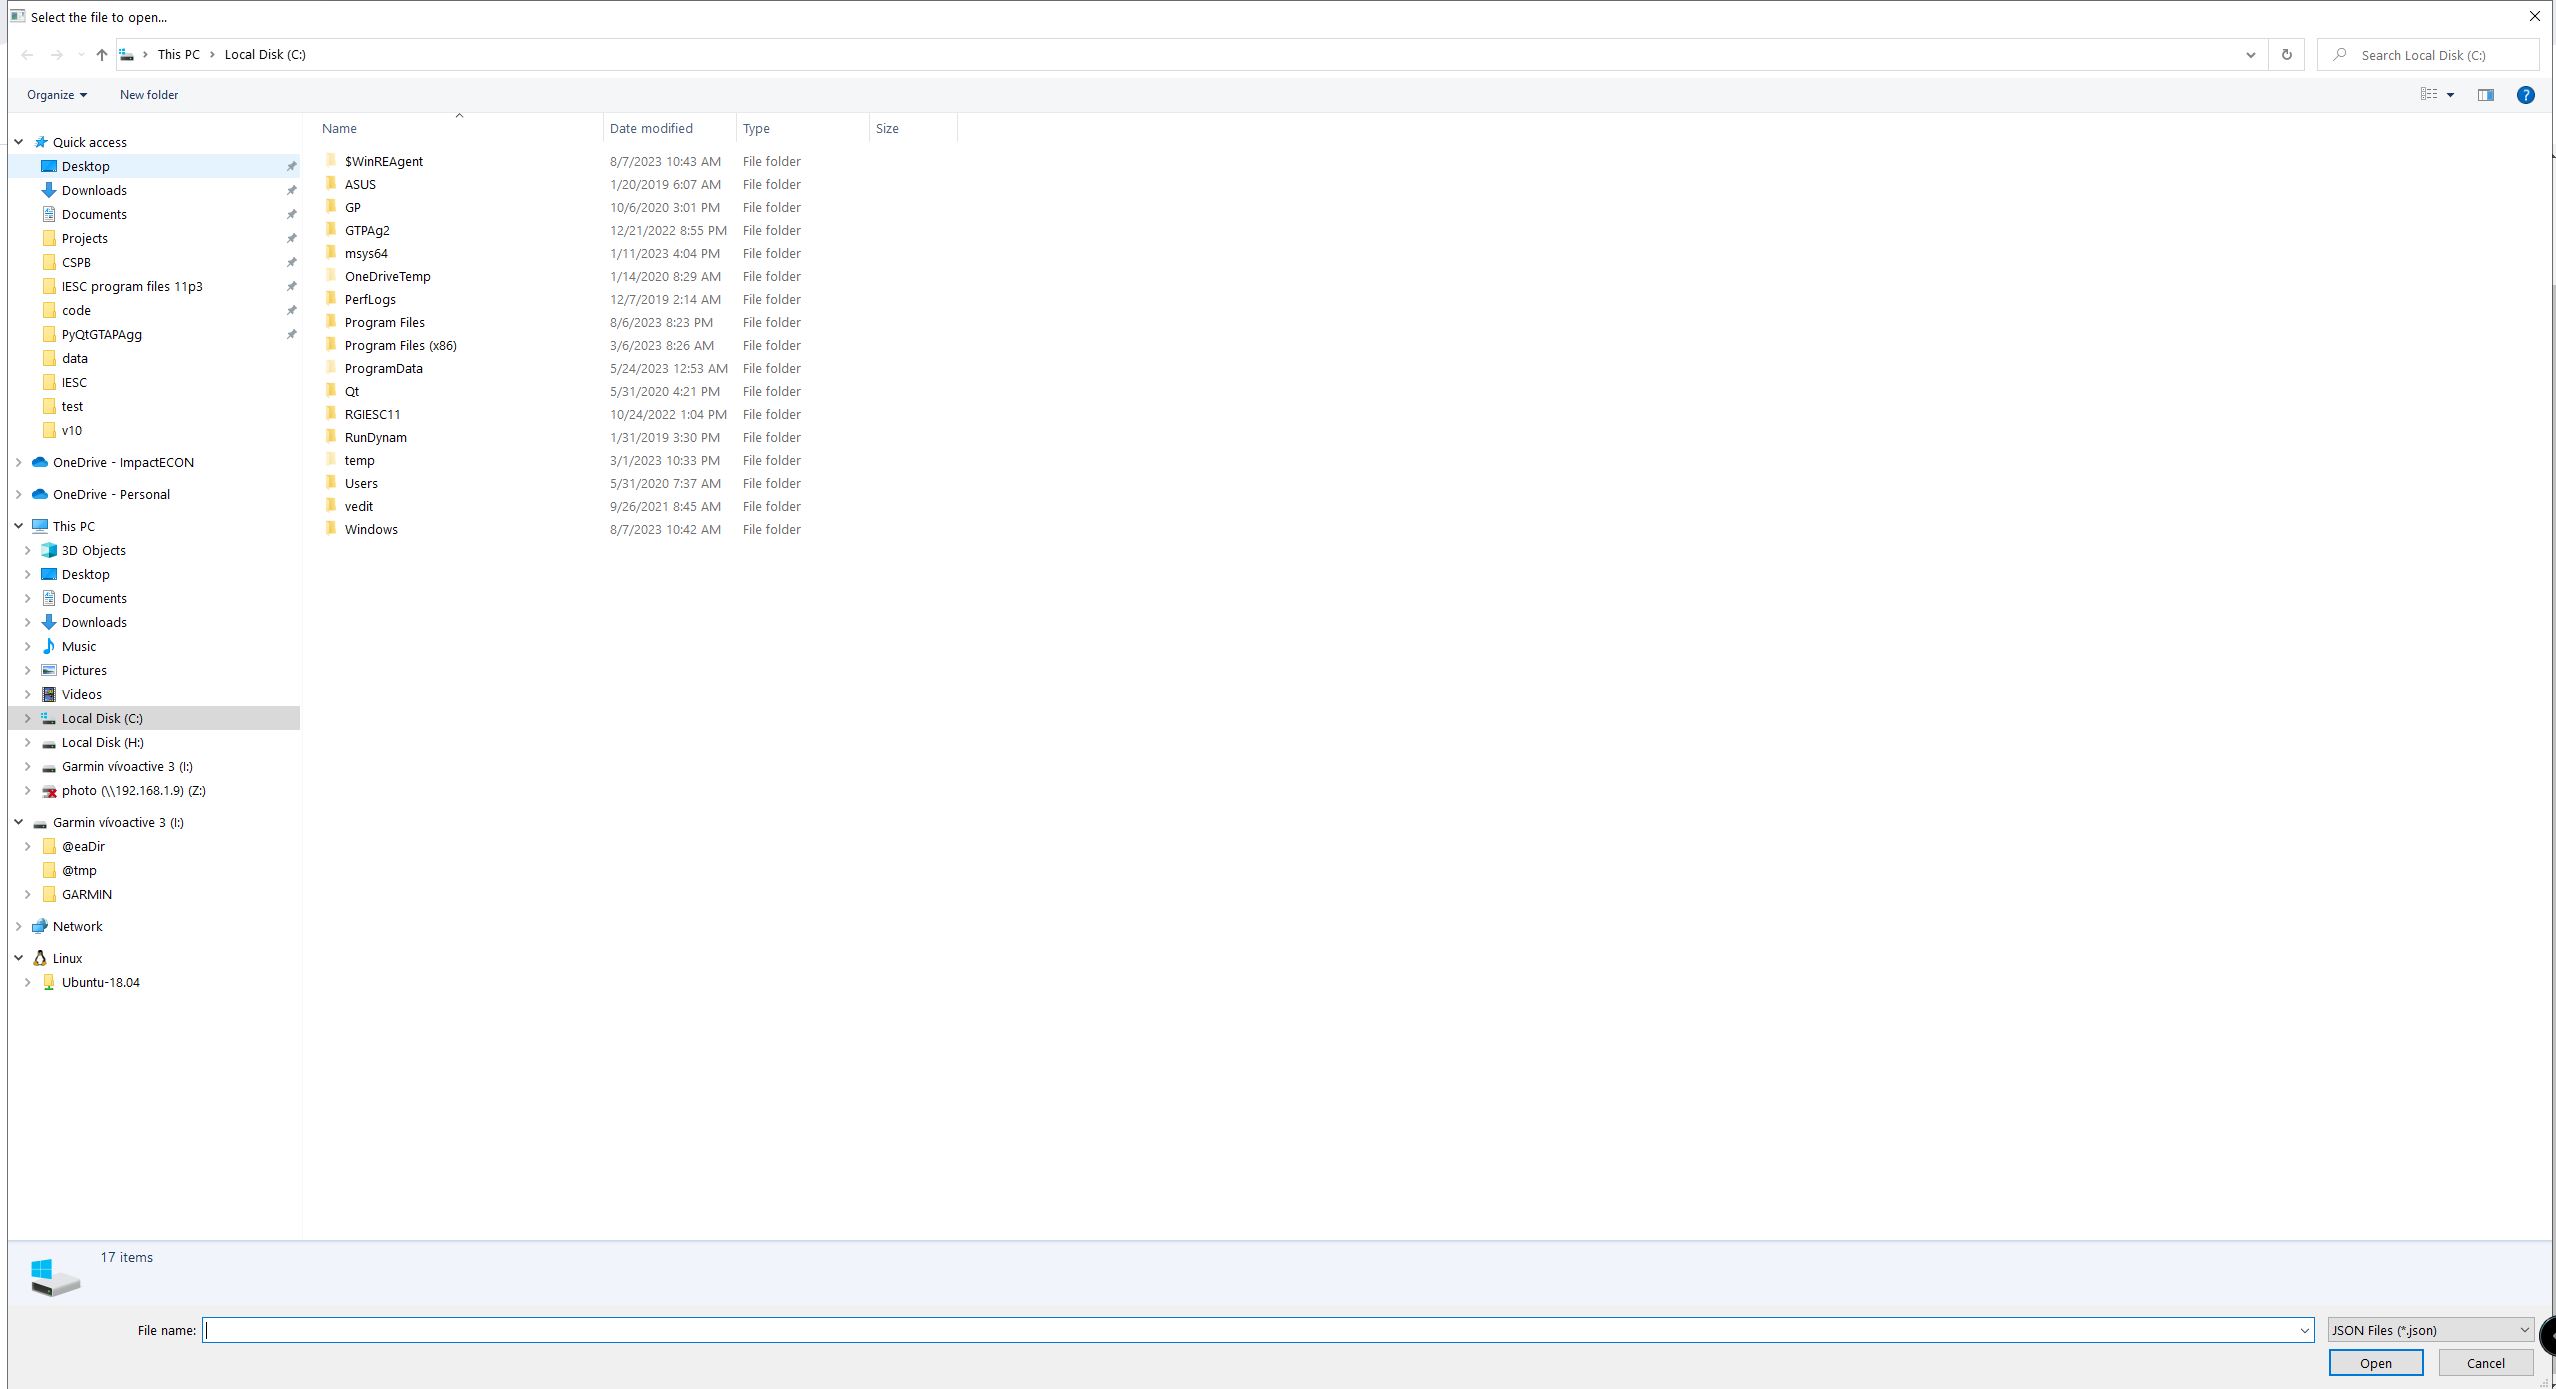 Select the file to open...
This PC > Local Disk (C:)
Search Local Disk (C:)
Organize
New folder
?
Name Date modified Type Size
Quick access
Desktop
Downloads
Documents
Projects
CSPB
IESC program files 11p3
code
PyQtGTAPAgg
data
IESC
test
v10
OneDrive - ImpactECON
OneDrive - Personal
This PC
3D Objects
Desktop
Documents
Downloads
Music
Pictures
Videos
Local Disk (C:)
Local Disk (H:)
Garmin vívoactive 3 (I:)
photo (\\192.168.1.9) (Z:)
Garmin vívoactive 3 (I:)
@eaDir
@tmp
GARMIN
Network
Linux
Ubuntu-18.04
$WinREAgent 8/7/2023 10:43 AM File folder
ASUS 1/20/2019 6:07 AM File folder
GP 10/6/2020 3:01 PM File folder
GTPAg2 12/21/2022 8:55 PM File folder
msys64 1/11/2023 4:04 PM File folder
OneDriveTemp 1/14/2020 8:29 AM File folder
PerfLogs 12/7/2019 2:14 AM File folder
Program Files 8/6/2023 8:23 PM File folder
Program Files (x86) 3/6/2023 8:26 AM File folder
ProgramData 5/24/2023 12:53 AM File folder
Qt 5/31/2020 4:21 PM File folder
RGIESC11 10/24/2022 1:04 PM File folder
RunDynam 1/31/2019 3:30 PM File folder
temp 3/1/2023 10:33 PM File folder
Users 5/31/2020 7:37 AM File folder
vedit 9/26/2021 8:45 AM File folder
Windows 8/7/2023 10:42 AM File folder
17 items
File name:
JSON Files (*.json)
Open
Cancel